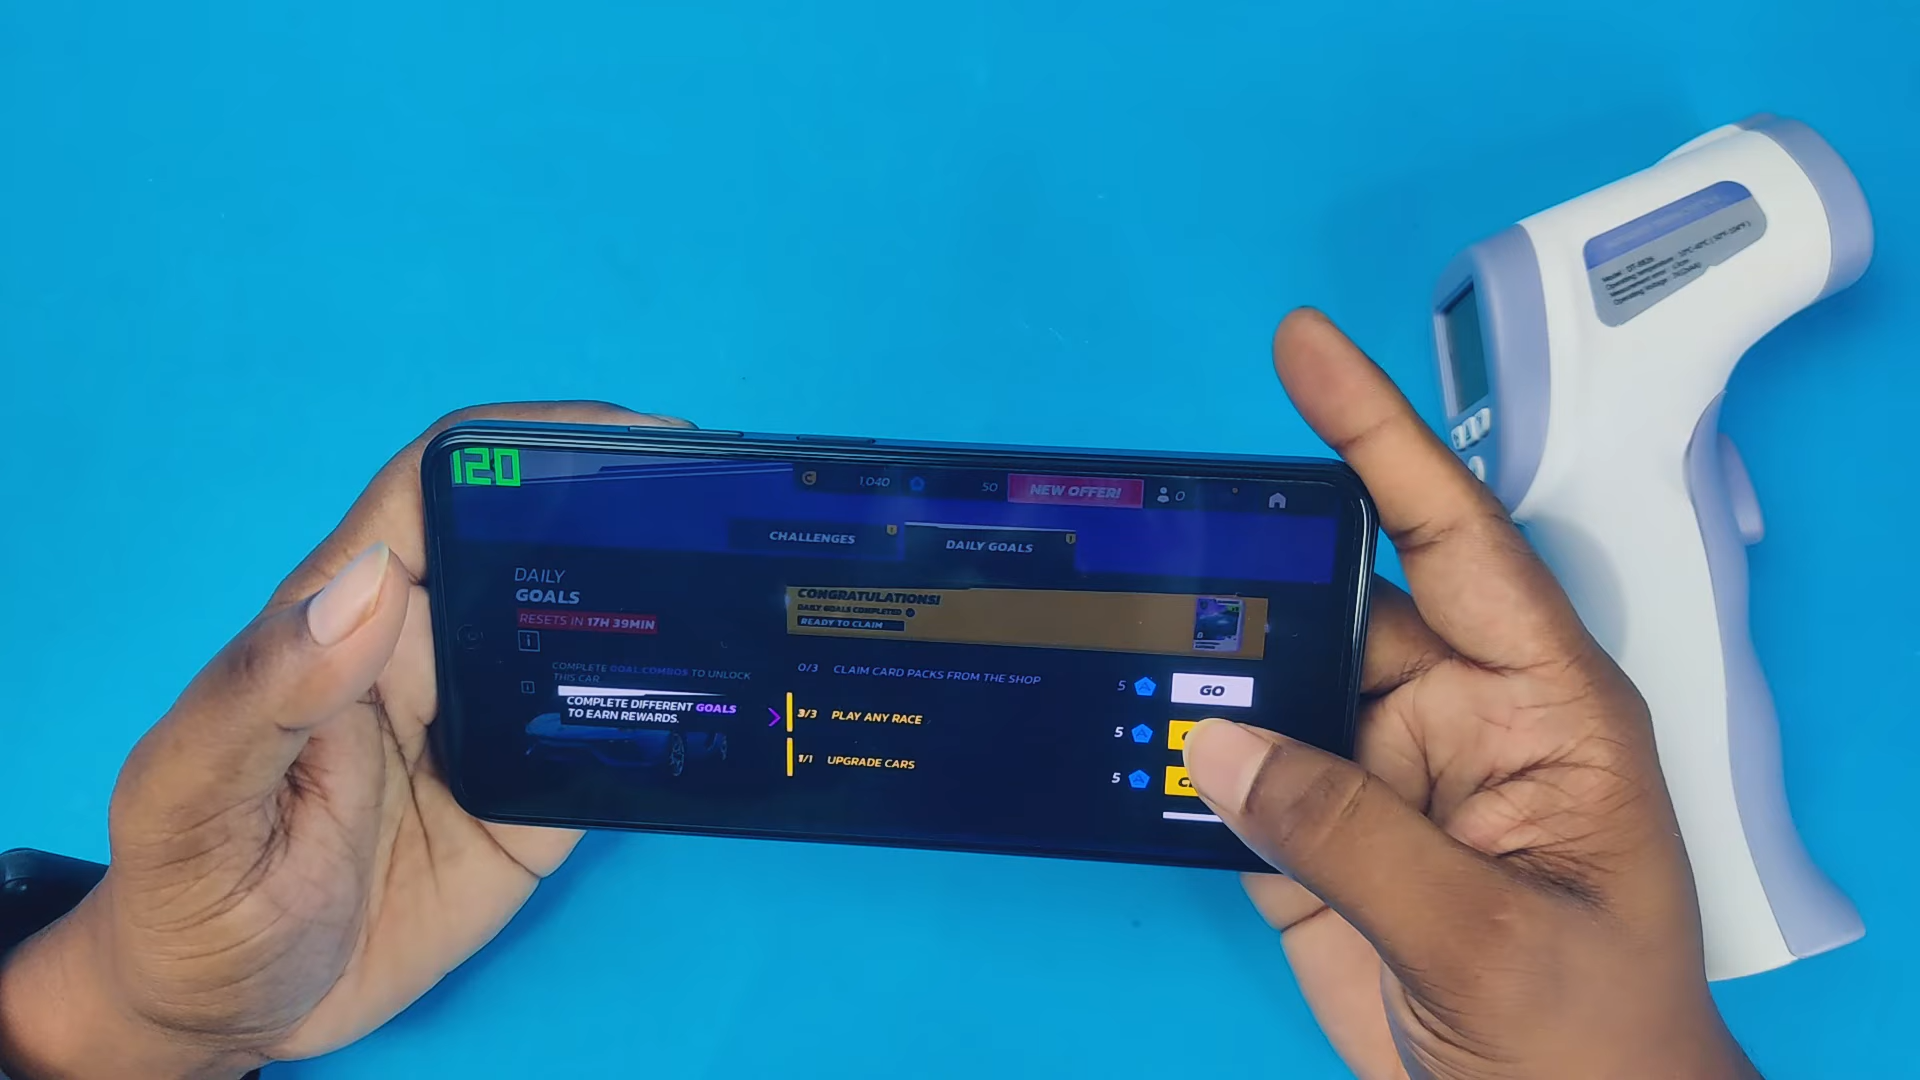 120
1040
50
NEW OFFER!
0
CHALLENGES
DAILY GOALS
DAILY
GOALS
RESETS IN 17H 39MIN
COMPLETE GOAL COMBOS TO UNLOCK
THIS CAR
COMPLETE DIFFERENT GOALS
TO EARN REWARDS.
CONGRATULATIONS!
DAILY GOALS COMPLETED
READY TO CLAIM
0/3 CLAIM CARD PACKS FROM THE SHOP
5
GO
3/3 PLAY ANY RACE
5
1/1 UPGRADE CARS
5